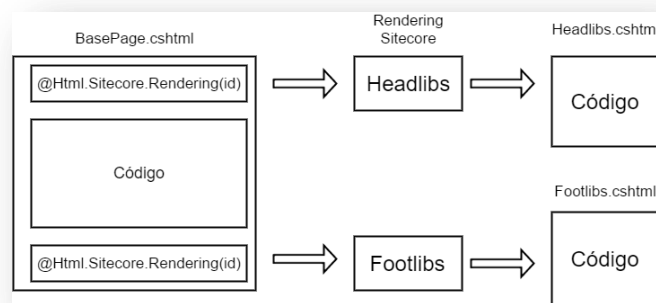 BasePage.cshtml
Rendering
Sitecore
Headlibs.cshtm
@Html.Sitecore.Rendering(id)
Headlibs
Código
Código
Footlibs.cshtml
@Html.Sitecore.Rendering(id)
Footlibs
Código